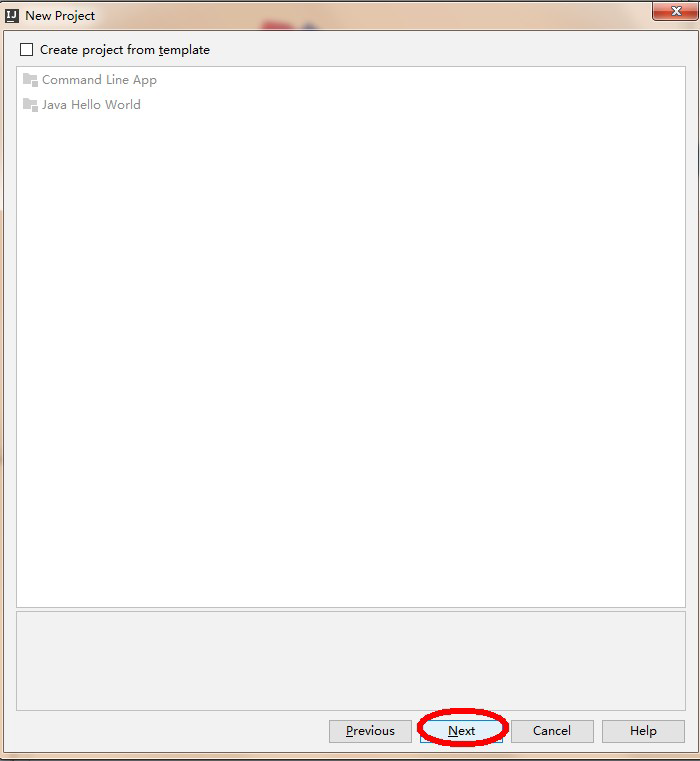 IJ New Project
Create project from template
Command Line App
Java Hello World
Previous Next Cancel Help